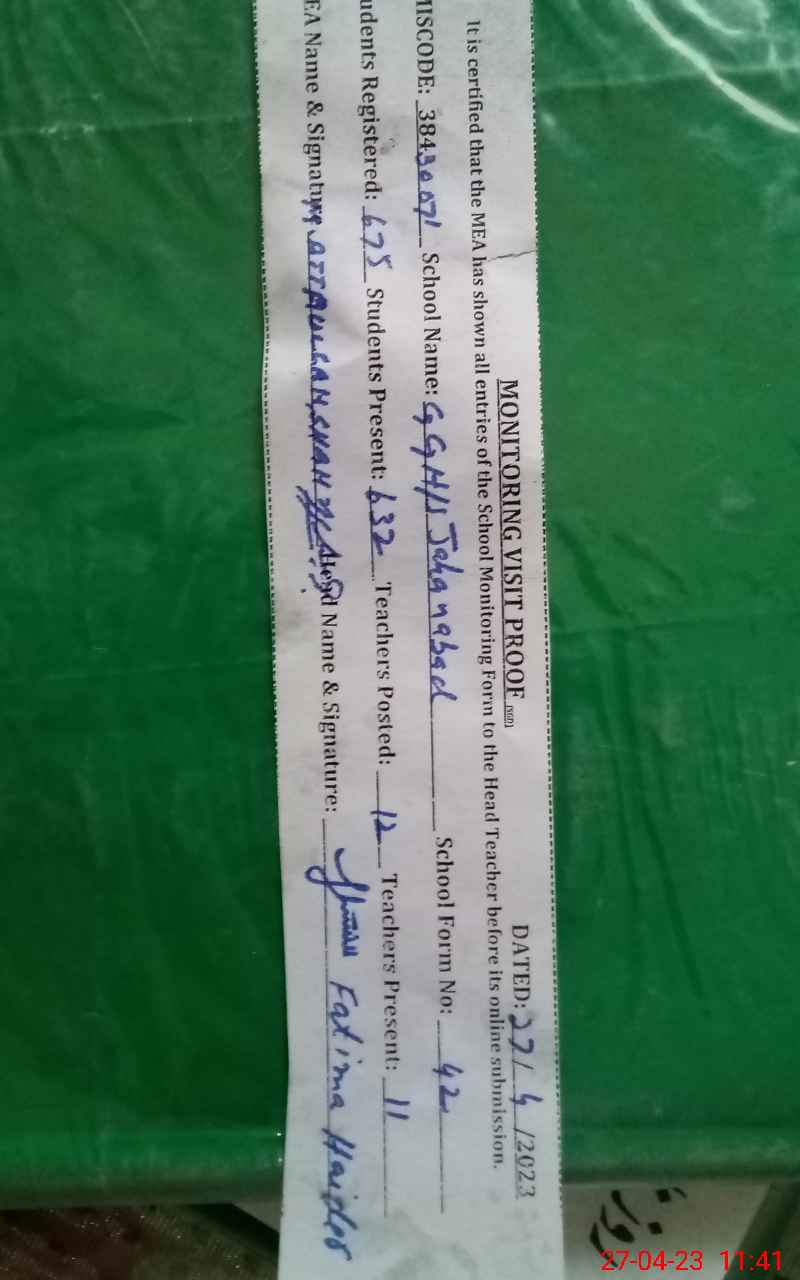 MONITORING VISIT PROOF
DATED: 27/ 4 /2023
It is certified that the MEA has shown all entries of the School Monitoring Form to the Head Teacher before its online submission.
MISCODE: 38430071 School Name: GGM/S Jahanabad School Form No: 42
udents Registered: 675 Students Present: 632 Teachers Posted: 12 Teachers Present: 11
EA Name & Signature Head Name & Signature: Fatima Haider
27-04-23 11:41